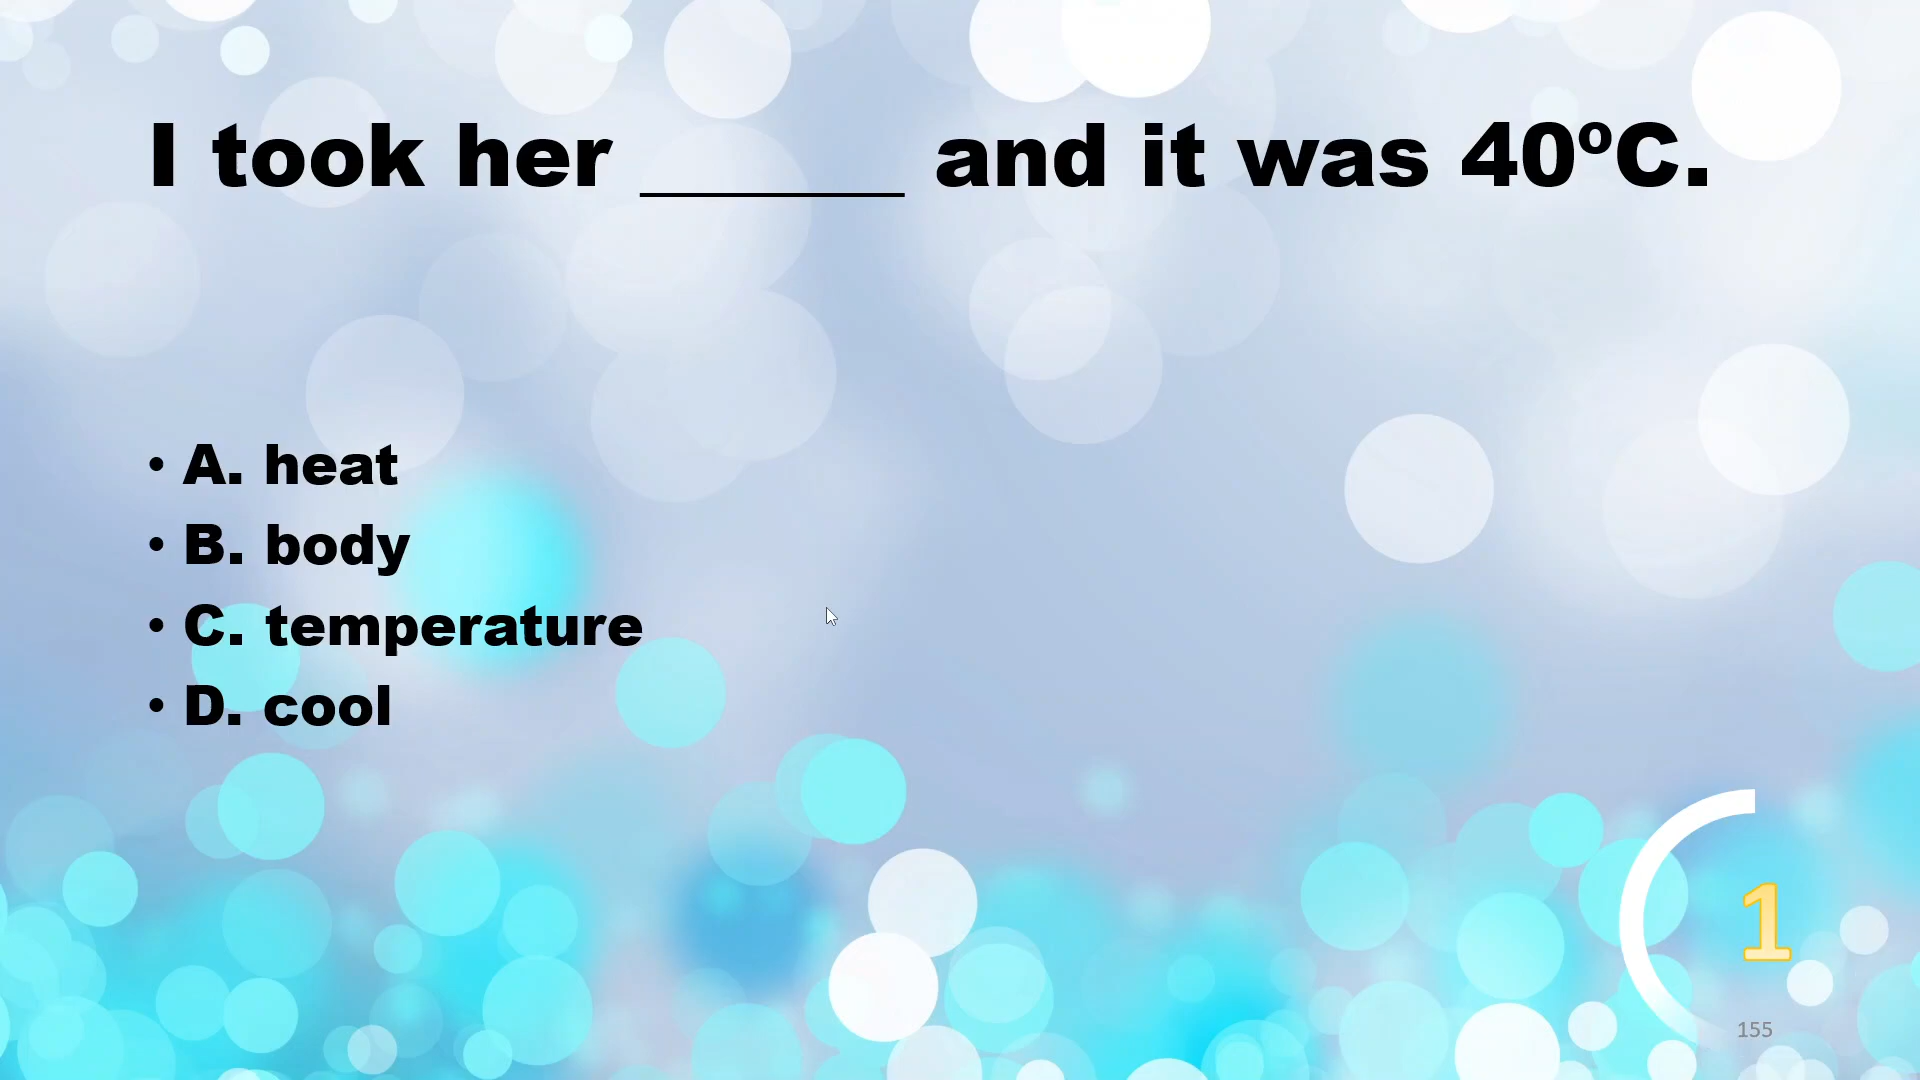 I took her ______ and it was 40ºC.
• A. heat
• B. body
• C. temperature
• D. cool
1
155